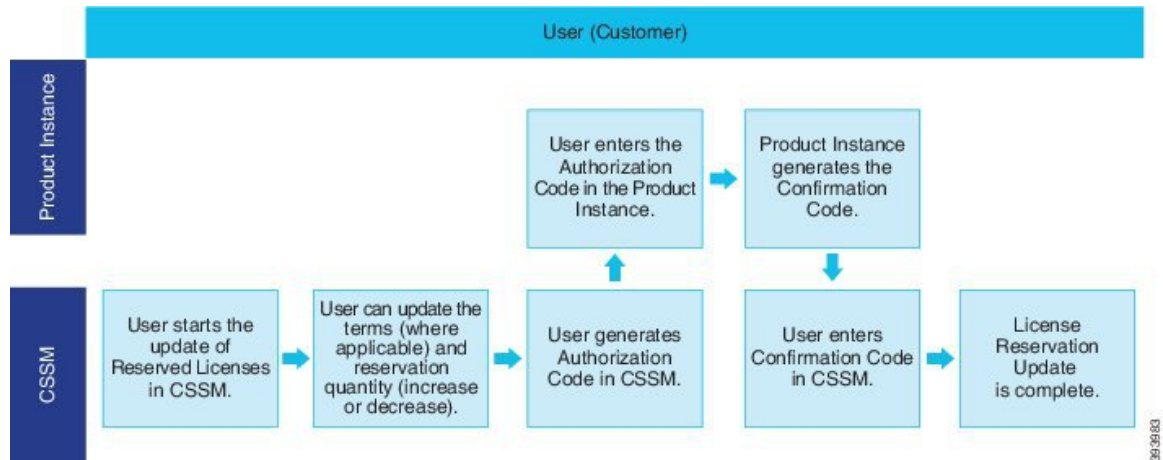 User (Customer)
Product Instance
User enters the
Authorization
Code in the Product
Instance.
Product Instance
generates the
Confirmation
Code.
CSSM
User starts the
update of
Reserved Licenses
in CSSM.
User can update the
terms (where
applicable) and
reservation
quantity (increase
or decrease).
User generates
Authorization
Code in CSSM.
User enters
Confirmation Code
in CSSM.
License
Reservation
Update
is complete.
393983